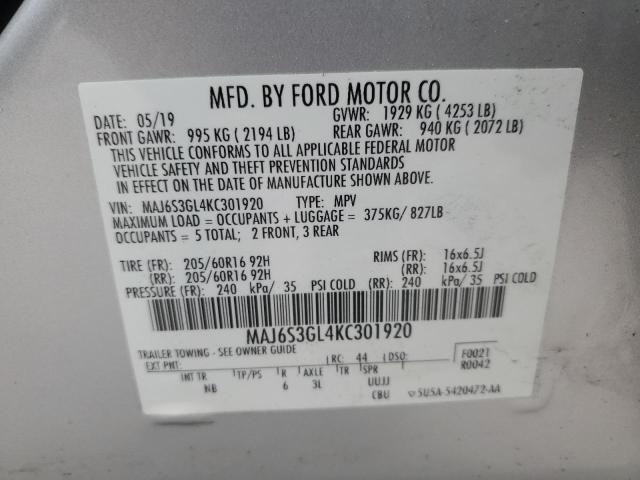 MFD. BY FORD MOTOR CO.
DATE: 05/19 GVWR: 1929 KG ( 4253 LB)
FRONT GAWR: 995 KG ( 2194 LB) REAR GAWR: 940 KG ( 2072 LB)
THIS VEHICLE CONFORMS TO ALL APPLICABLE FEDERAL MOTOR
VEHICLE SAFETY AND THEFT PREVENTION STANDARDS
IN EFFECT ON THE DATE OF MANUFACTURE SHOWN ABOVE.
VIN: MAJ6S3GL4KC301920 TYPE: MPV
MAXIMUM LOAD = OCCUPANTS + LUGGAGE = 375KG/ 827LB
OCCUPANTS = 5 TOTAL; 2 FRONT, 3 REAR
TIRE (FR): 205/60R16 92H RIMS (FR): 16x6.5J
(RR): 205/60R16 92H (RR): 16x6.5J
PRESSURE (FR): 240 kPa/ 35 PSI COLD (RR): 240 kPa/ 35 PSI COLD
MAJ6S3GL4KC301920
TRAILER TOWING - SEE OWNER GUIDE
EXT PNT: RC: 44 DSO: F0021
R0042
INT TR TP/PS R AXLE TR SPR
NB 6 3L UUJJ
CBU 5U5A-5420472-AA